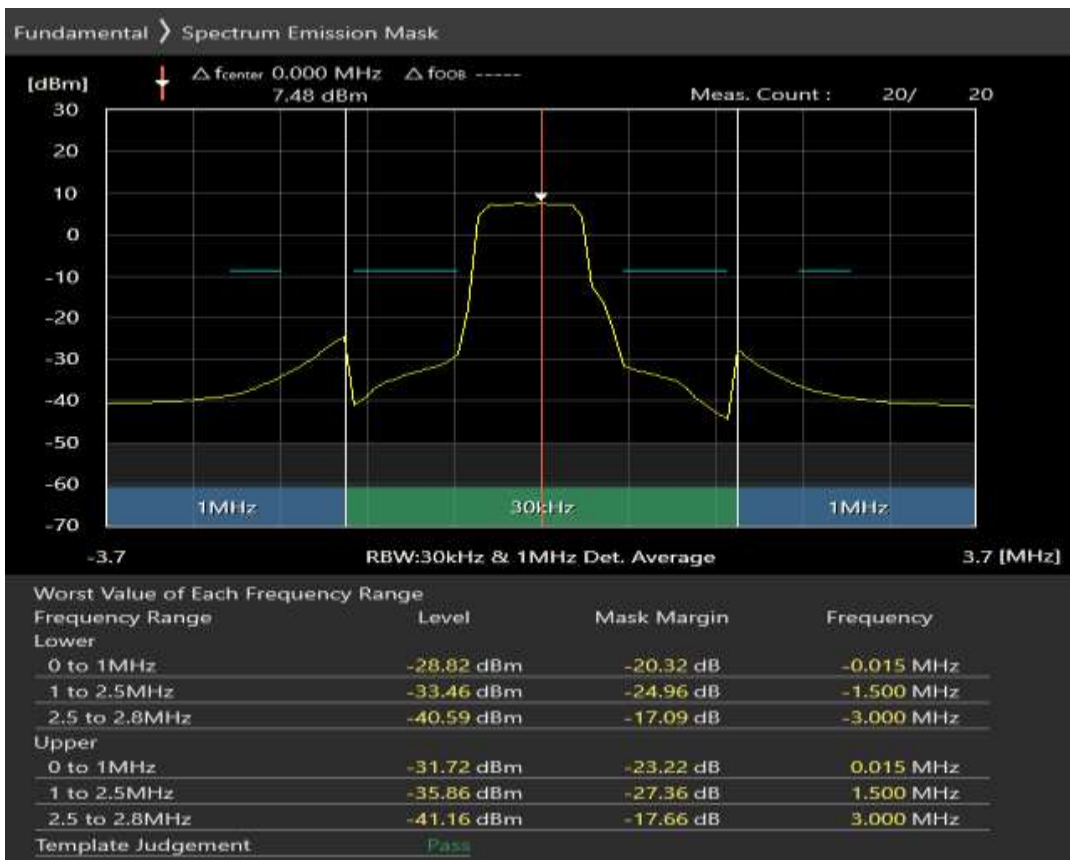 Fundamental 〉 Spectrum Emission Mask
[dBm] △ fcenter 0.000 MHz △ fOOB -----
7.48 dBm Meas. Count : 20/ 20
30
20
10
0
-10
-20
-30
-40
-50
-60
-70
1MHz 30kHz 1MHz
-3.7 RBW:30kHz & 1MHz Det. Average 3.7 [MHz]
Worst Value of Each Frequency Range
Frequency Range Level Mask Margin Frequency
Lower
0 to 1MHz -28.82 dBm -20.32 dB -0.015 MHz
1 to 2.5MHz -33.46 dBm -24.96 dB -1.500 MHz
2.5 to 2.8MHz -40.59 dBm -17.09 dB -3.000 MHz
Upper
0 to 1MHz -31.72 dBm -23.22 dB 0.015 MHz
1 to 2.5MHz -35.86 dBm -27.36 dB 1.500 MHz
2.5 to 2.8MHz -41.16 dBm -17.66 dB 3.000 MHz
Template Judgement Pass